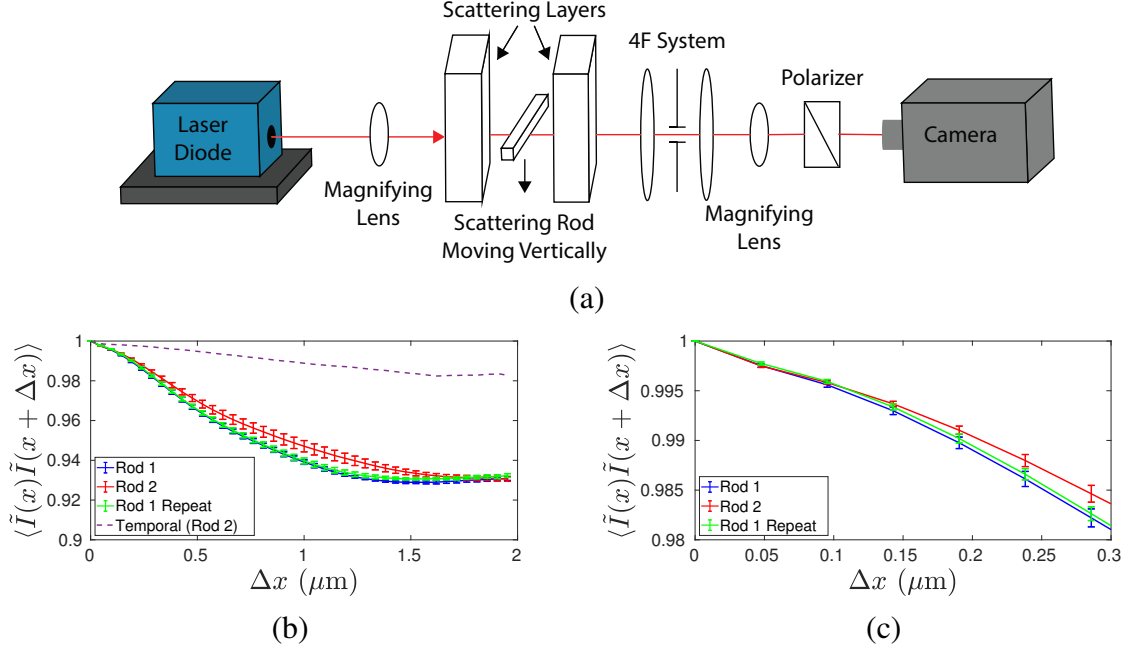 Scattering Layers
4F System
Polarizer
Laser
Diode
Camera
Magnifying
Lens
Scattering Rod
Moving Vertically
Magnifying
Lens
(a)
⟨Ĩ(x)Ĩ(x + Δx)⟩
1
0.98
0.96
0.94
0.92
0.9
Rod 1
Rod 2
Rod 1 Repeat
Temporal (Rod 2)
0
0.5
1
1.5
2
Δx (μm)
(b)
⟨Ĩ(x)Ĩ(x + Δx)⟩
1
0.995
0.99
0.985
0.98
Rod 1
Rod 2
Rod 1 Repeat
0
0.05
0.1
0.15
0.2
0.25
0.3
Δx (μm)
(c)